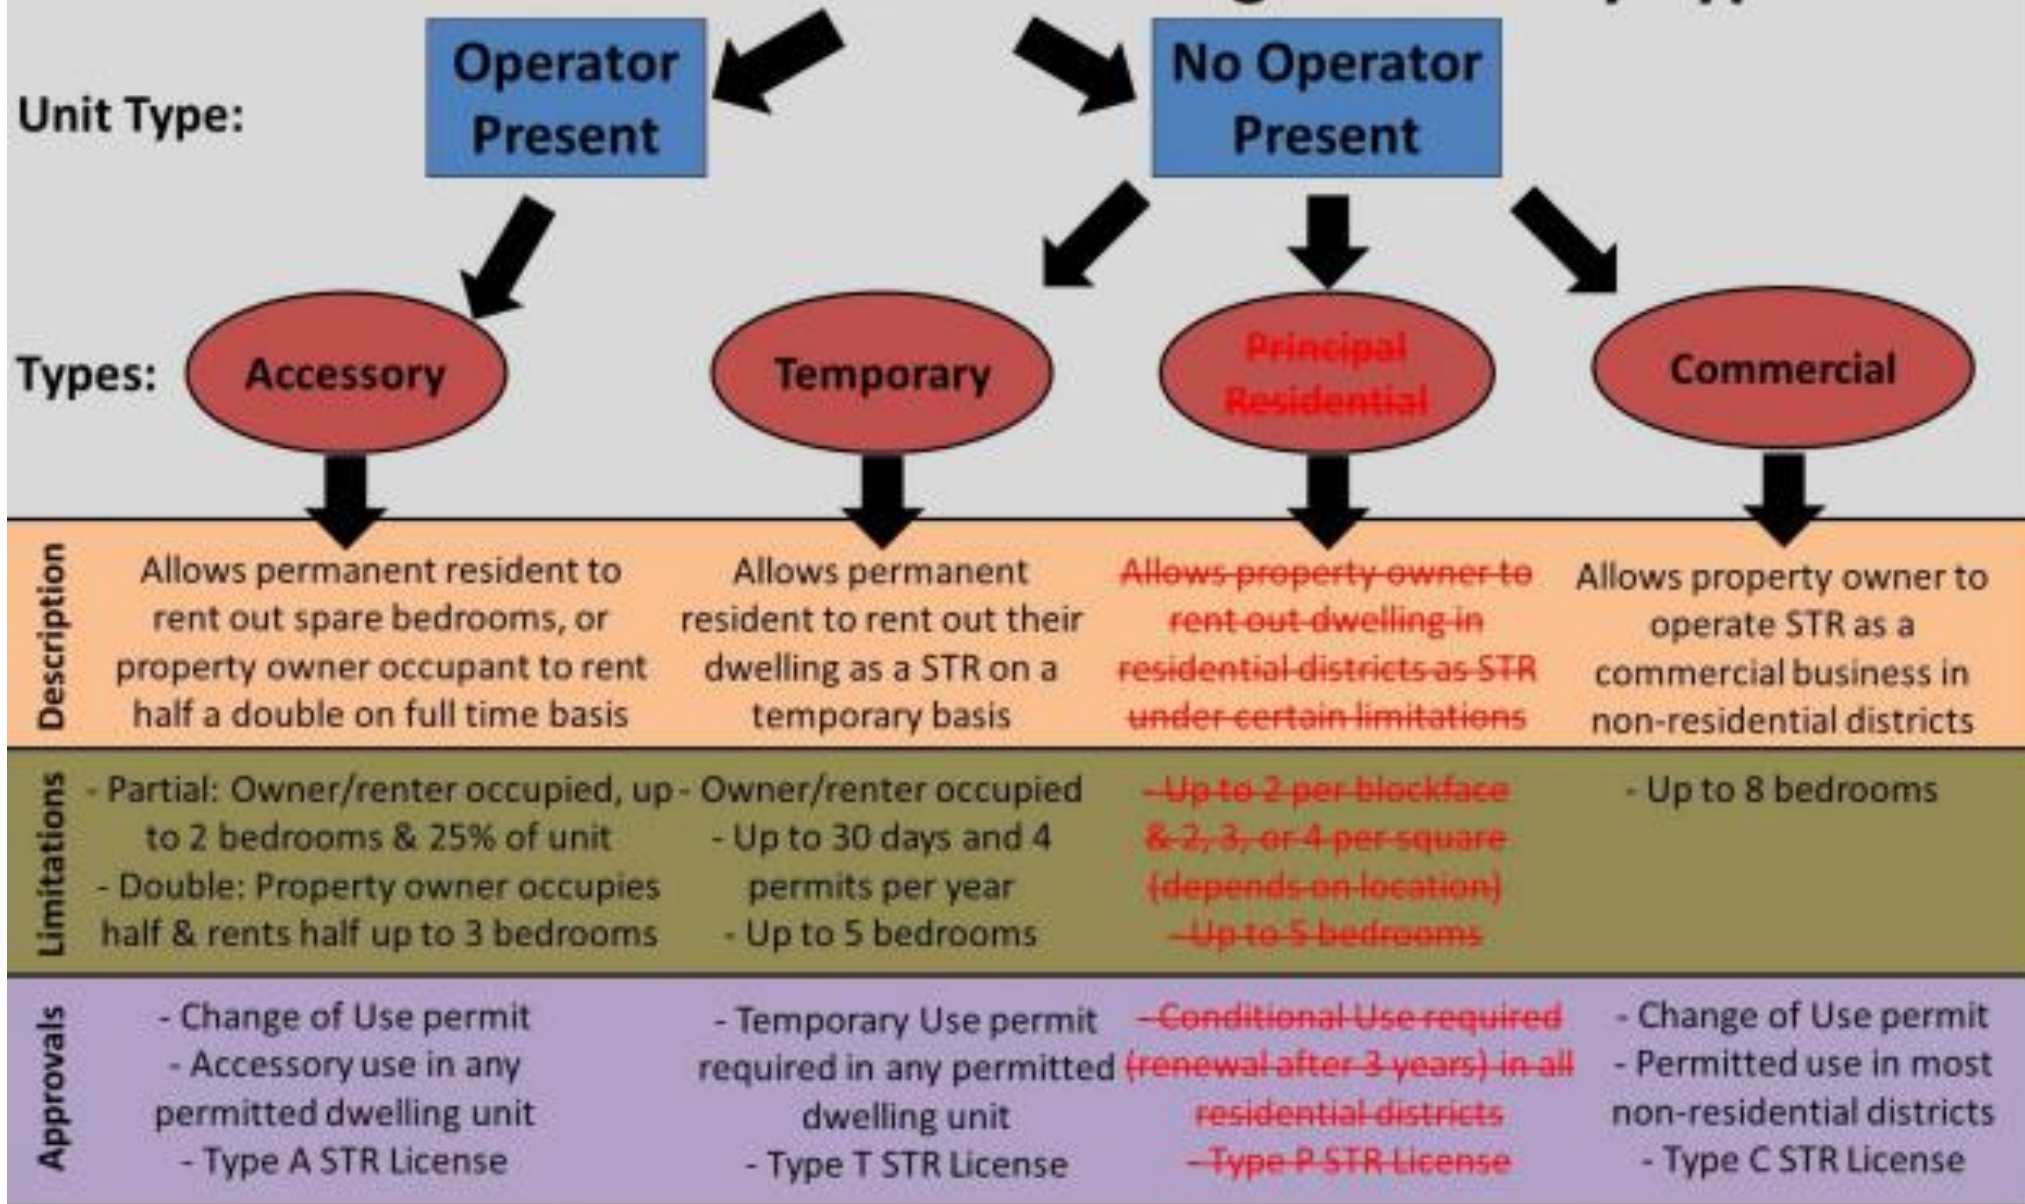 Operator
Present
No Operator
Present
Unit Type:
Types:
Accessory
Temporary
Principal
Residential
Commercial
Description
Allows permanent resident to
rent out spare bedrooms, or
property owner occupant to rent
half a double on full time basis
Allows permanent
resident to rent out their
dwelling as a STR on a
temporary basis
Allows property owner to
rent out dwelling in
residential districts as STR
under certain limitations
Allows property owner to
operate STR as a
commercial business in
non-residential districts
Limitations
- Partial: Owner/renter occupied, up
to 2 bedrooms & 25% of unit
- Double: Property owner occupies
half & rents half up to 3 bedrooms
- Owner/renter occupied
- Up to 30 days and 4
permits per year
- Up to 5 bedrooms
- Up to 2 per blockface
& 2, 3, or 4 per square
(depends on location)
- Up to 5 bedrooms
- Up to 8 bedrooms
Approvals
- Change of Use permit
- Accessory use in any
permitted dwelling unit
- Type A STR License
- Temporary Use permit
required in any permitted
dwelling unit
- Type T STR License
- Conditional Use required
(renewal after 3 years) in all
residential districts
- Type P STR License
- Change of Use permit
- Permitted use in most
non-residential districts
- Type C STR License